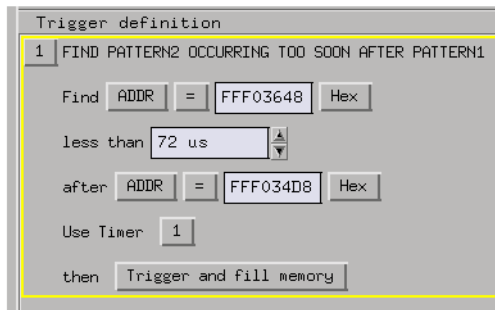 Trigger definition
1 FIND PATTERN2 OCCURRING TOO SOON AFTER PATTERN1
Find ADDR = FFF03648 Hex
less than 72 us
after ADDR = FFF034D8 Hex
Use Timer 1
then Trigger and fill memory